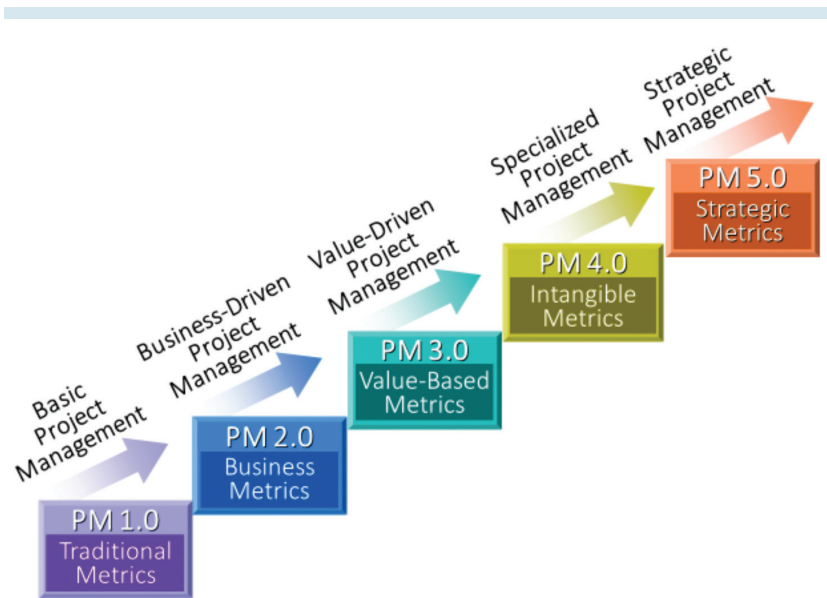 Basic
Project
Management
PM 1.0
Traditional
Metrics
Business-Driven
Project
Management
PM 2.0
Business
Metrics
Value-Driven
Project
Management
PM 3.0
Value-Based
Metrics
Specialized
Project
Management
PM 4.0
Intangible
Metrics
Strategic
Project
Management
PM 5.0
Strategic
Metrics